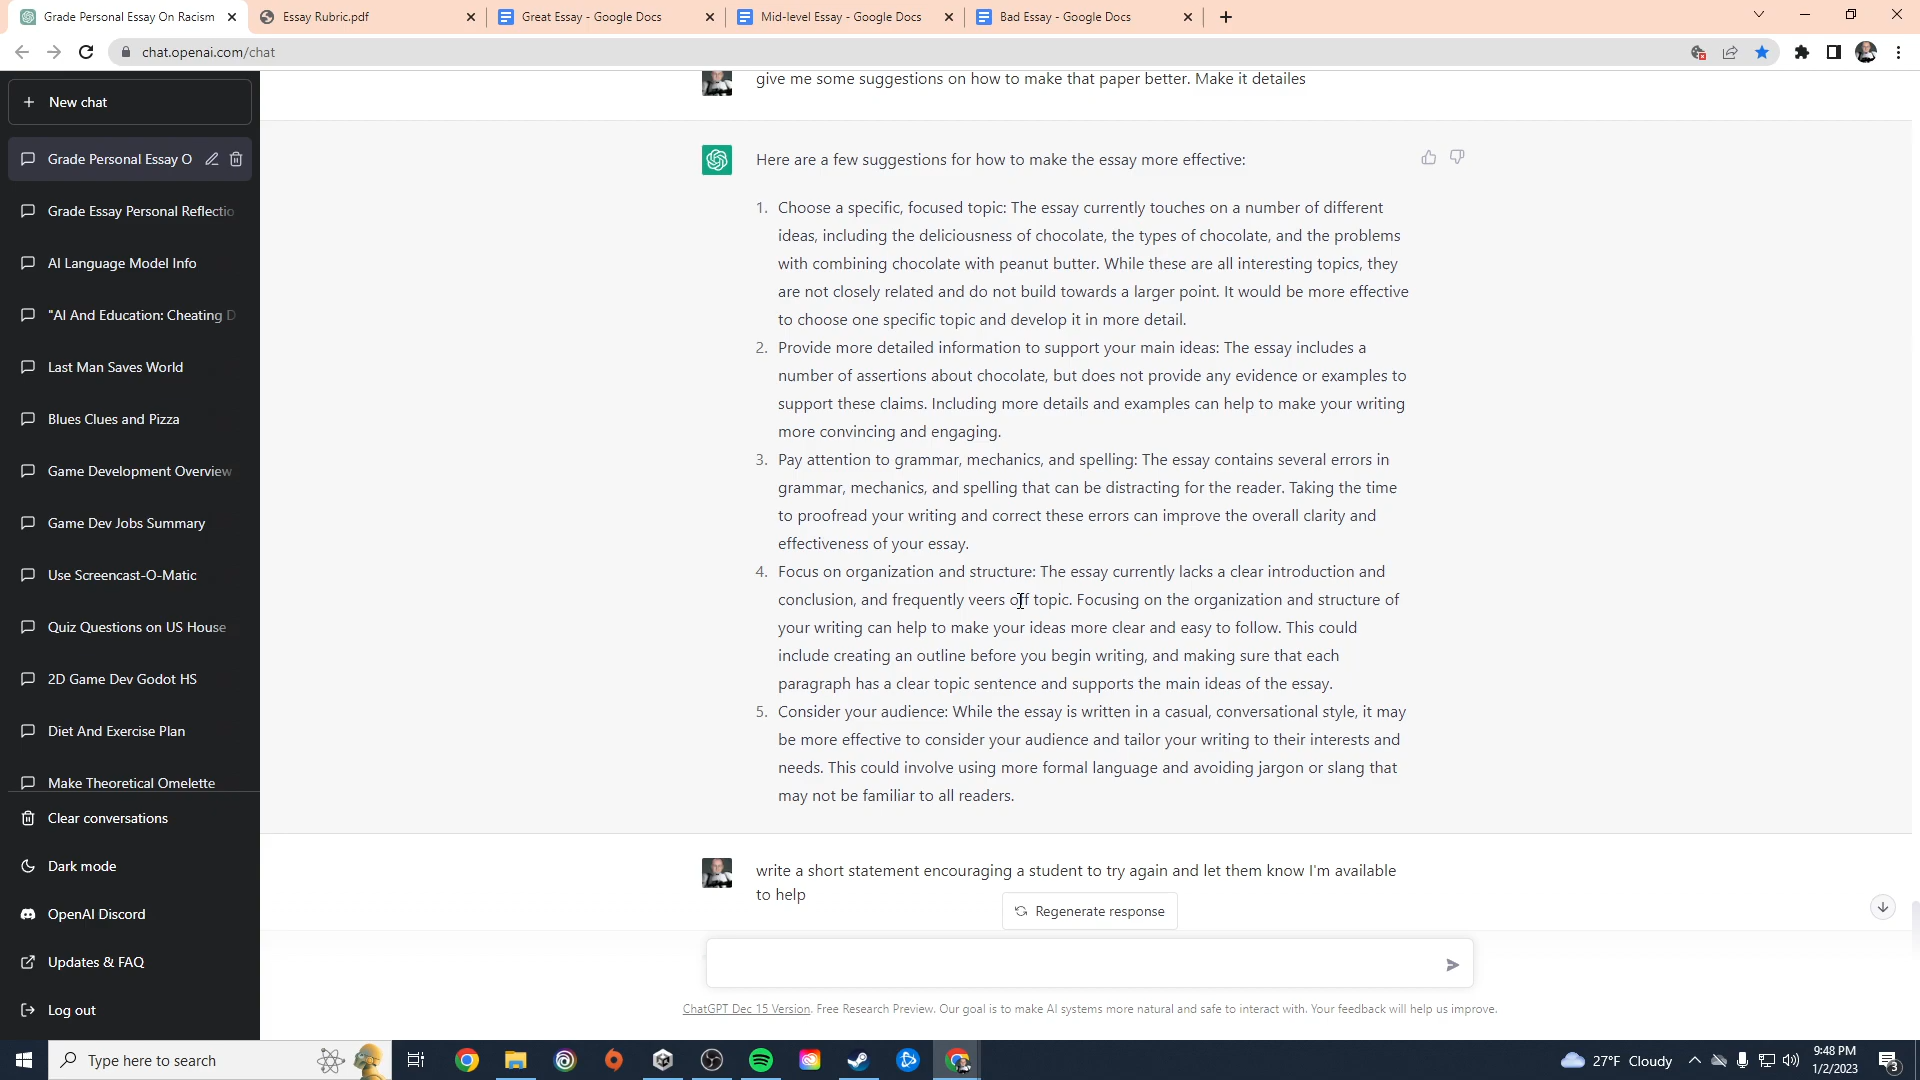 Grade Personal Essay On Racism
Essay Rubric.pdf
Great Essay - Google Docs
Mid-level Essay - Google Docs
Bad Essay - Google Docs
chat.openai.com/chat
New chat
Grade Personal Essay O
Grade Essay Personal Reflectio
AI Language Model Info
"AI And Education: Cheating D
Last Man Saves World
Blues Clues and Pizza
Game Development Overview
Game Dev Jobs Summary
Use Screencast-O-Matic
Quiz Questions on US House
2D Game Dev Godot HS
Diet And Exercise Plan
Make Theoretical Omelette
Clear conversations
Dark mode
OpenAI Discord
Updates & FAQ
Log out
give me some suggestions on how to make that paper better. Make it detailes
Here are a few suggestions for how to make the essay more effective:
1. Choose a specific, focused topic: The essay currently touches on a number of different
ideas, including the deliciousness of chocolate, the types of chocolate, and the problems
with combining chocolate with peanut butter. While these are all interesting topics, they
are not closely related and do not build towards a larger point. It would be more effective
to choose one specific topic and develop it in more detail.
2. Provide more detailed information to support your main ideas: The essay includes a
number of assertions about chocolate, but does not provide any evidence or examples to
support these claims. Including more details and examples can help to make your writing
more convincing and engaging.
3. Pay attention to grammar, mechanics, and spelling: The essay contains several errors in
grammar, mechanics, and spelling that can be distracting for the reader. Taking the time
to proofread your writing and correct these errors can improve the overall clarity and
effectiveness of your essay.
4. Focus on organization and structure: The essay currently lacks a clear introduction and
conclusion, and frequently veers off topic. Focusing on the organization and structure of
your writing can help to make your ideas more clear and easy to follow. This could
include creating an outline before you begin writing, and making sure that each
paragraph has a clear topic sentence and supports the main ideas of the essay.
5. Consider your audience: While the essay is written in a casual, conversational style, it may
be more effective to consider your audience and tailor your writing to their interests and
needs. This could involve using more formal language and avoiding jargon or slang that
may not be familiar to all readers.
write a short statement encouraging a student to try again and let them know I'm available
to help
Regenerate response
ChatGPT Dec 15 Version. Free Research Preview. Our goal is to make AI systems more natural and safe to interact with. Your feedback will help us improve.
Type here to search
27°F Cloudy
9:48 PM
1/2/2023
3